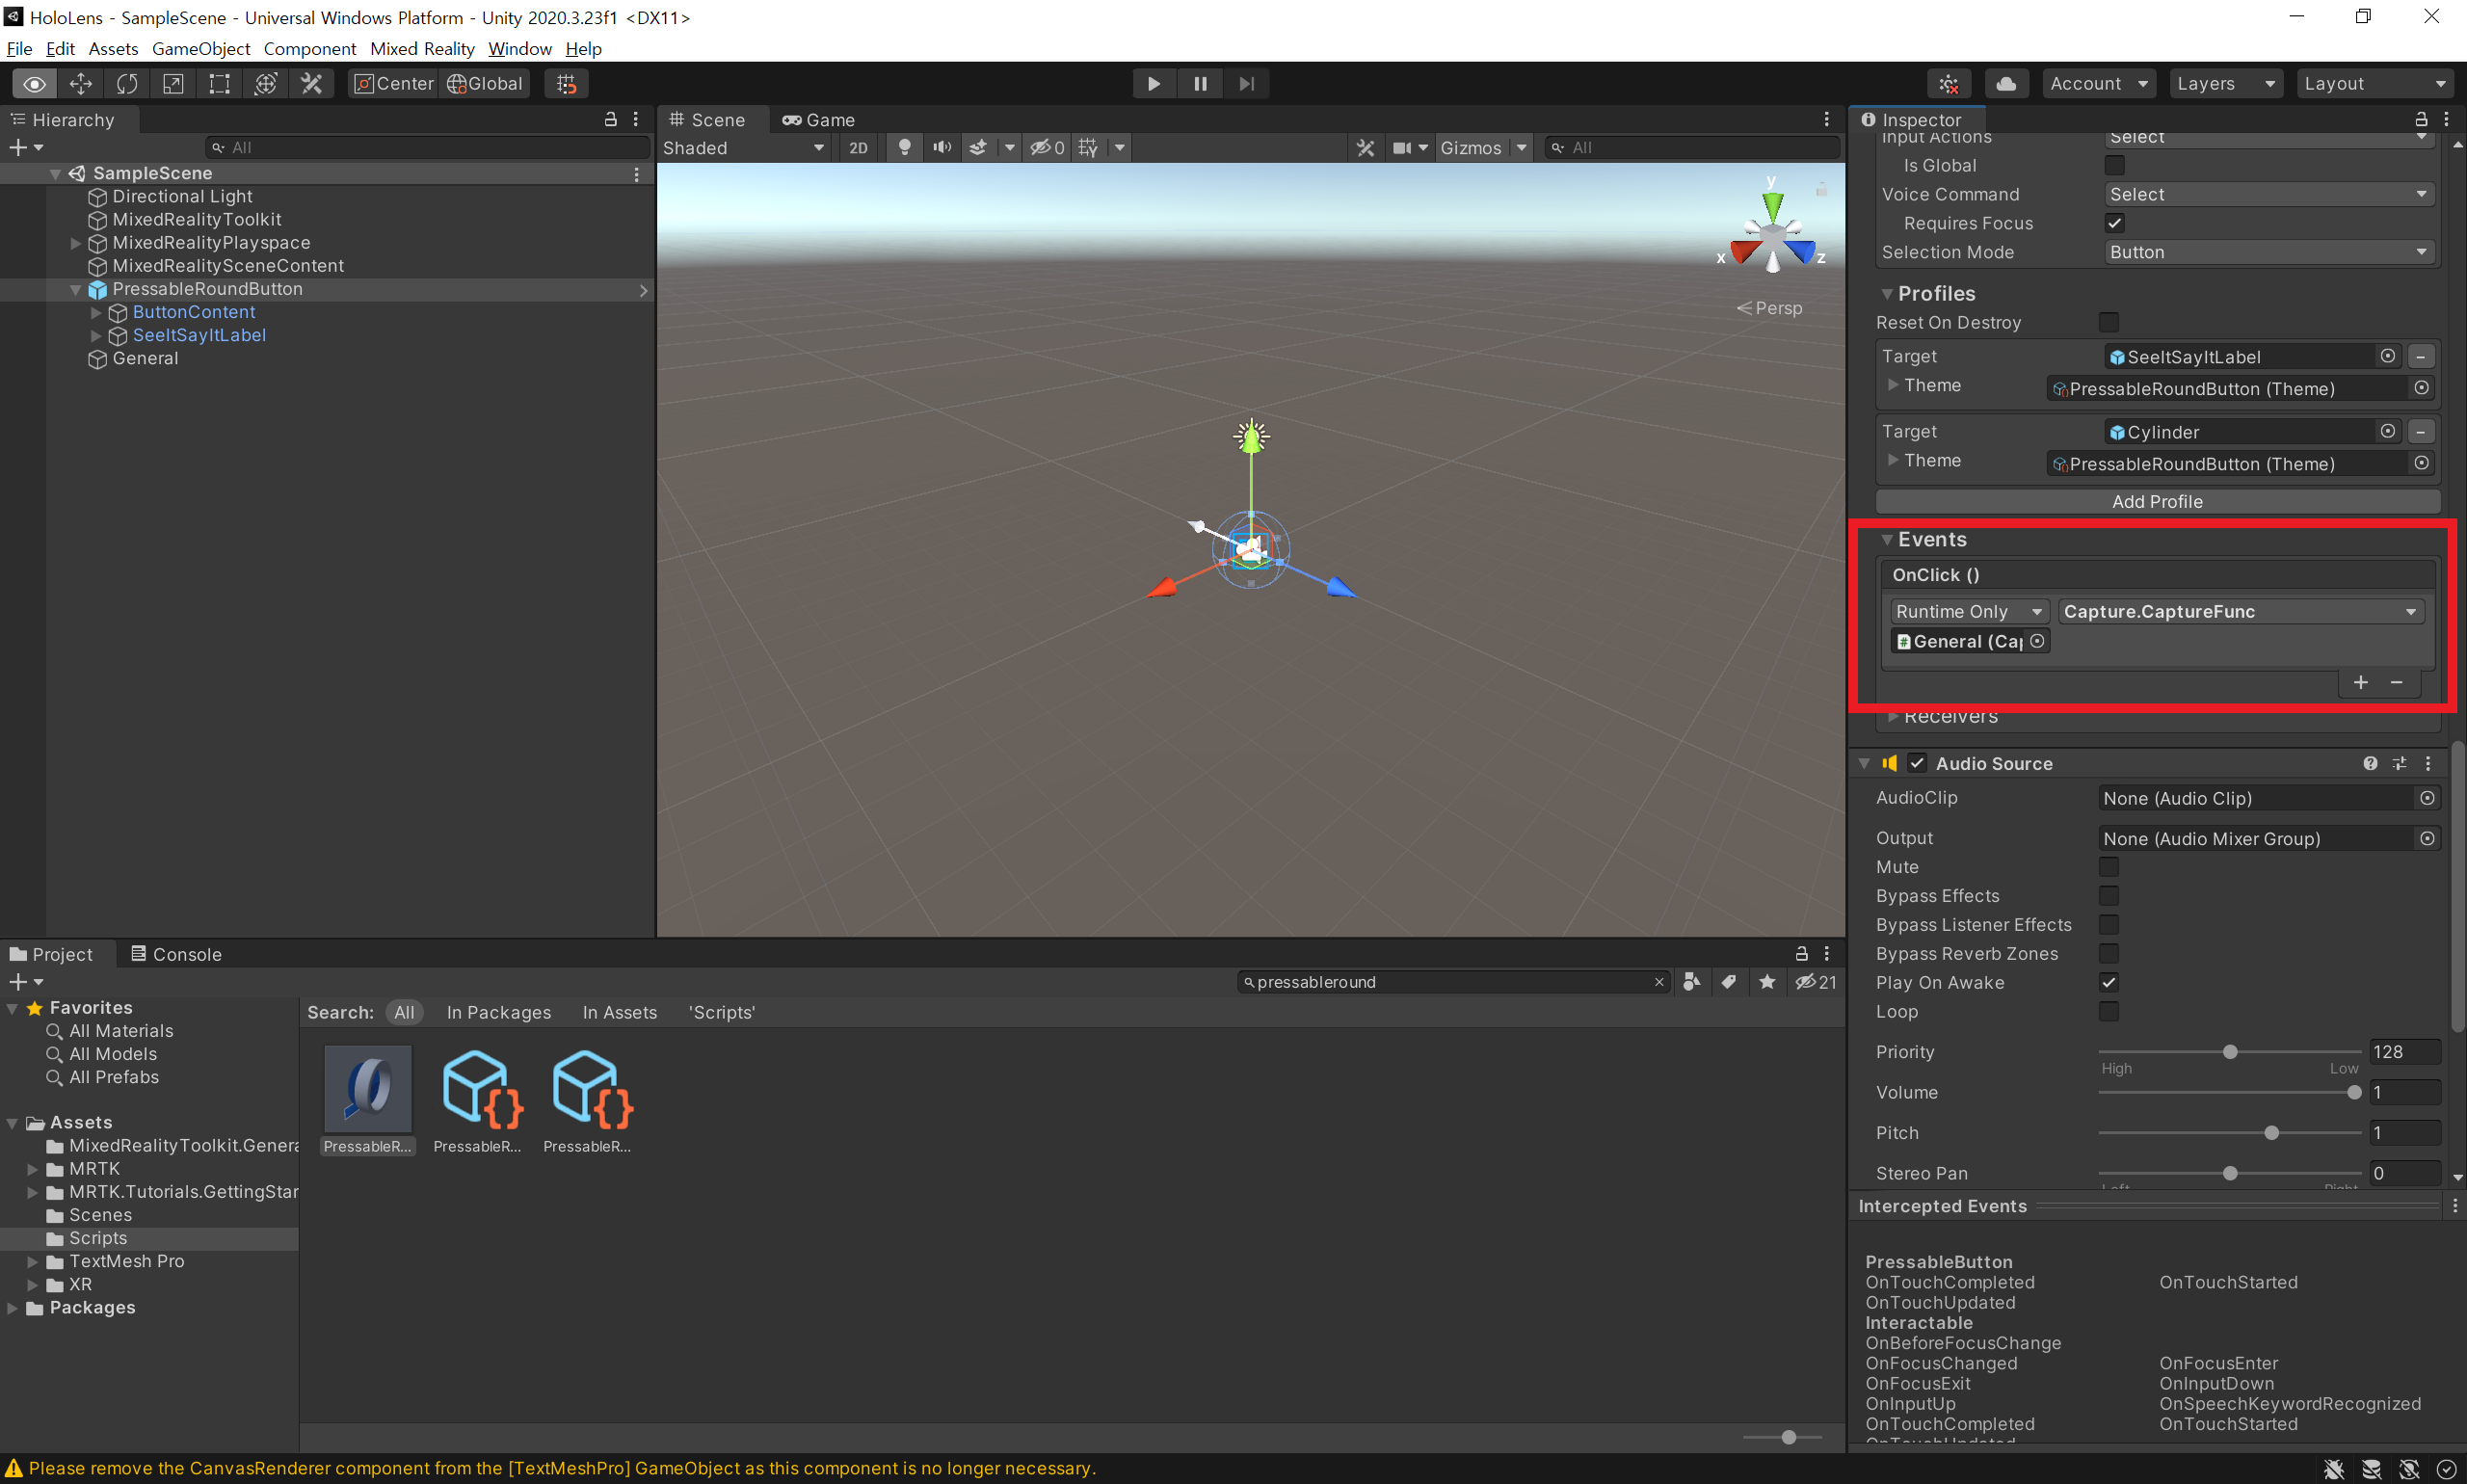 HoloLens - SampleScene - Universal Windows Platform - Unity 2020.3.23f1 <DX11>
File Edit Assets GameObject Component Mixed Reality Window Help
Center Global Account Layers Layout
Hierarchy
All
SampleScene
Directional Light
MixedRealityToolkit
MixedRealityPlayspace
MixedRealitySceneContent
PressableRoundButton
ButtonContent
SeeItSayItLabel
General
Scene Game
Shaded 2D 0 Gizmos All
y
x z
Persp
Inspector
Input Actions Select
Is Global
Voice Command Select
Requires Focus
Selection Mode Button
Profiles
Reset On Destroy
Target SeeItSayItLabel
Theme PressableRoundButton (Theme)
Target Cylinder
Theme PressableRoundButton (Theme)
Add Profile
Events
OnClick ()
Runtime Only Capture.CaptureFunc
General (Cap
Receivers
Audio Source
AudioClip None (Audio Clip)
Output None (Audio Mixer Group)
Mute
Bypass Effects
Bypass Listener Effects
Bypass Reverb Zones
Play On Awake
Loop
Priority 128
High Low
Volume 1
Pitch 1
Stereo Pan 0
Left Right
Intercepted Events
PressableButton
OnTouchCompleted OnTouchStarted
OnTouchUpdated
Interactable
OnBeforeFocusChange
OnFocusChanged OnFocusEnter
OnFocusExit OnInputDown
OnInputUp OnSpeechKeywordRecognized
OnTouchCompleted OnTouchStarted
OnTouchUpdated
Project Console
pressableround 21
Favorites
All Materials
All Models
All Prefabs
Assets
MixedRealityToolkit.Genera
MRTK
MRTK.Tutorials.GettingStar
Scenes
Scripts
TextMesh Pro
XR
Packages
Search: All In Packages In Assets 'Scripts'
PressableR... PressableR... PressableR...
Please remove the CanvasRenderer component from the [TextMeshPro] GameObject as this component is no longer necessary.